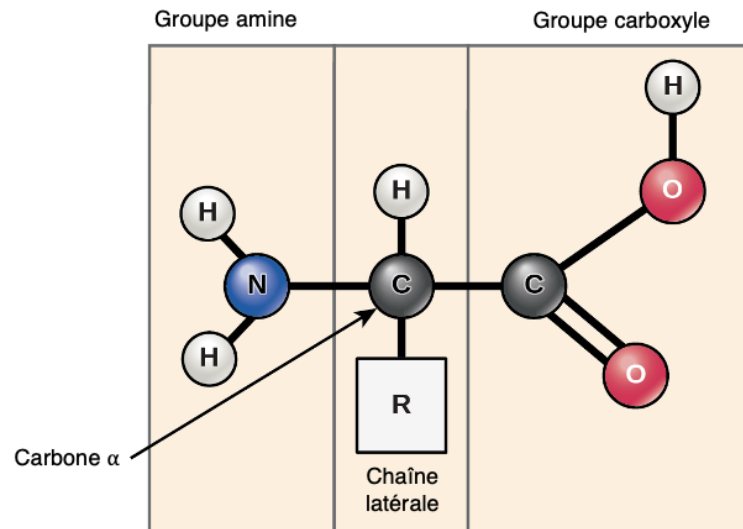 Groupe amine
Groupe carboxyle
H
H
H
O
N
C
C
H
O
R
Carbone α
Chaîne
latérale